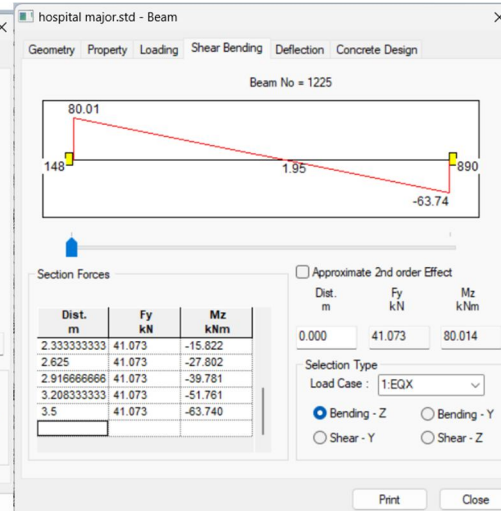 hospital major.std - Beam
Geometry Property Loading Shear Bending Deflection Concrete Design
Beam No = 1225
80.01
148 1.95 890
-63.74
Section Forces
Dist. Fy Mz
m kN kNm
2.333333333 41.073 -15.822
2.625 41.073 -27.802
2.916666666 41.073 -39.781
3.208333333 41.073 -51.761
3.5 41.073 -63.740
Approximate 2nd order Effect
Dist. Fy Mz
m kN kNm
0.000 41.073 80.014
Selection Type
Load Case : 1:EQX
Bending - Z Bending - Y
Shear - Y Shear - Z
Print Close